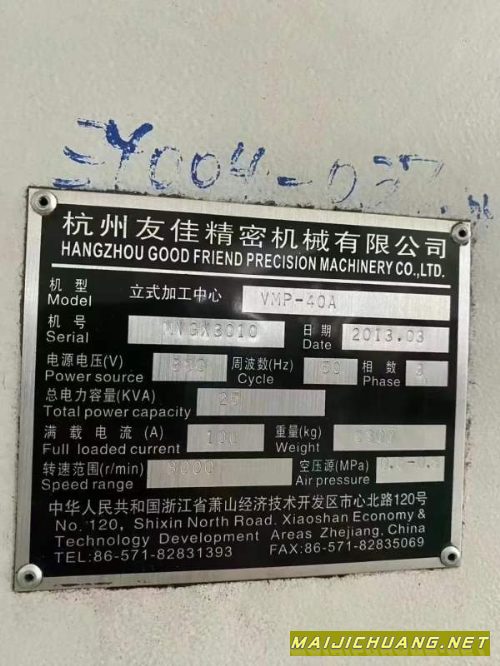 杭州友佳精密机械有限公司
HANGZHOU GOOD FRIEND PRECISION MACHINERY CO.,LTD.
机型 立式加工中心 VMP-40A
Model
机号 日期 2013.03
Serial Date
电源电压(V) 周波数(Hz) 相数
Power source Cycle Phase
总电力容量(KVA) 25
Total power capacity
满载电流(A) 重量(kg)
Full loaded current Weight
转速范围(r/min) 8000 空压源(MPa)
Speed range Air pressure
中华人民共和国浙江省萧山经济技术开发区市心北路120号
No.120, Shixin North Road. Xiaoshan Economy &
Technology Development Areas Zhejiang, China
TEL:86-571-82831393 FAX:86-571-82835069
MAIJICHUANG.NET